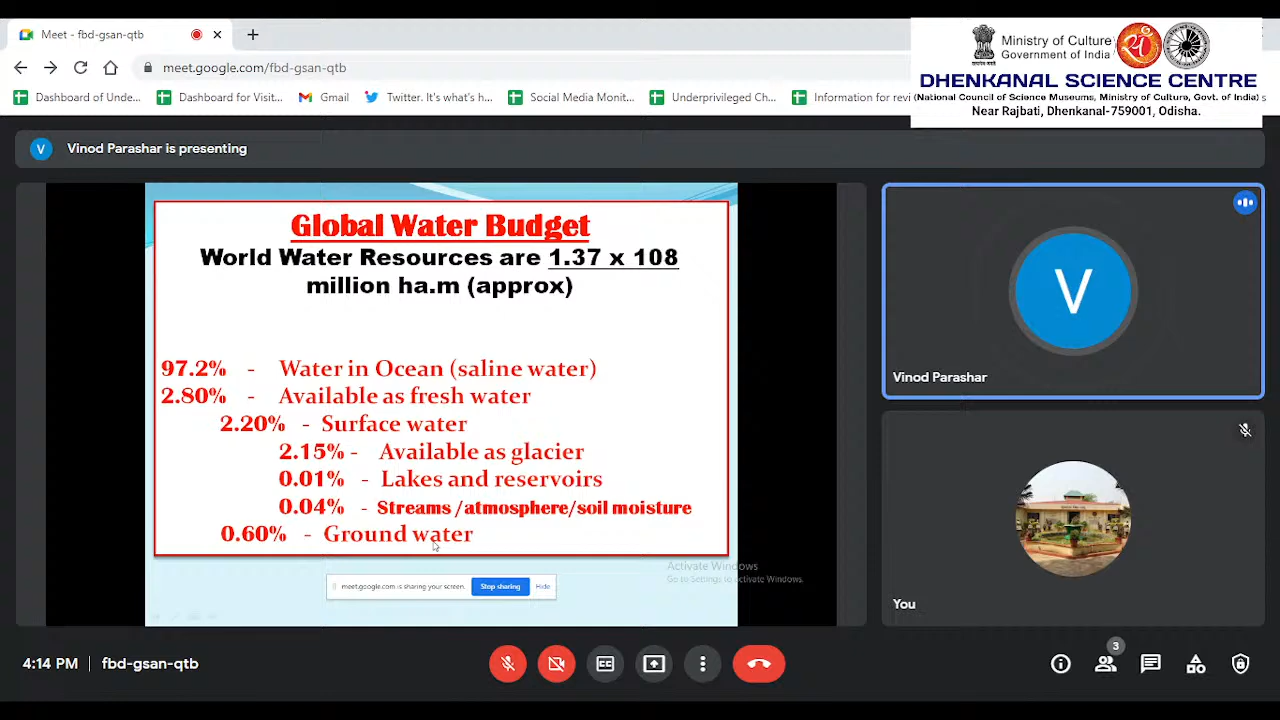 Meet - fbd-gsan-qtb
meet.google.com/fbd-gsan-qtb
Dashboard of Unde...
Dashboard for Visit...
Gmail
Twitter. It's what's h...
Social Media Monit...
Underprivileged Ch...
Information for revi
Ministry of Culture
Government of India
DHENKANAL SCIENCE CENTRE
(National Council of Science Museums, Ministry of Culture, Govt. of India)
Near Rajbati, Dhenkanal-759001, Odisha.
V
Vinod Parashar is presenting
Global Water Budget
World Water Resources are 1.37 x 108
million ha.m (approx)
97.2% - Water in Ocean (saline water)
2.80% - Available as fresh water
2.20% - Surface water
2.15% - Available as glacier
0.01% - Lakes and reservoirs
0.04% - Streams /atmosphere/soil moisture
0.60% - Ground water
Activate Windows
Go to Settings to activate Windows.
meet.google.com is sharing your screen.
Stop sharing
Hide
V
Vinod Parashar
You
4:14 PM | fbd-gsan-qtb
CC
3